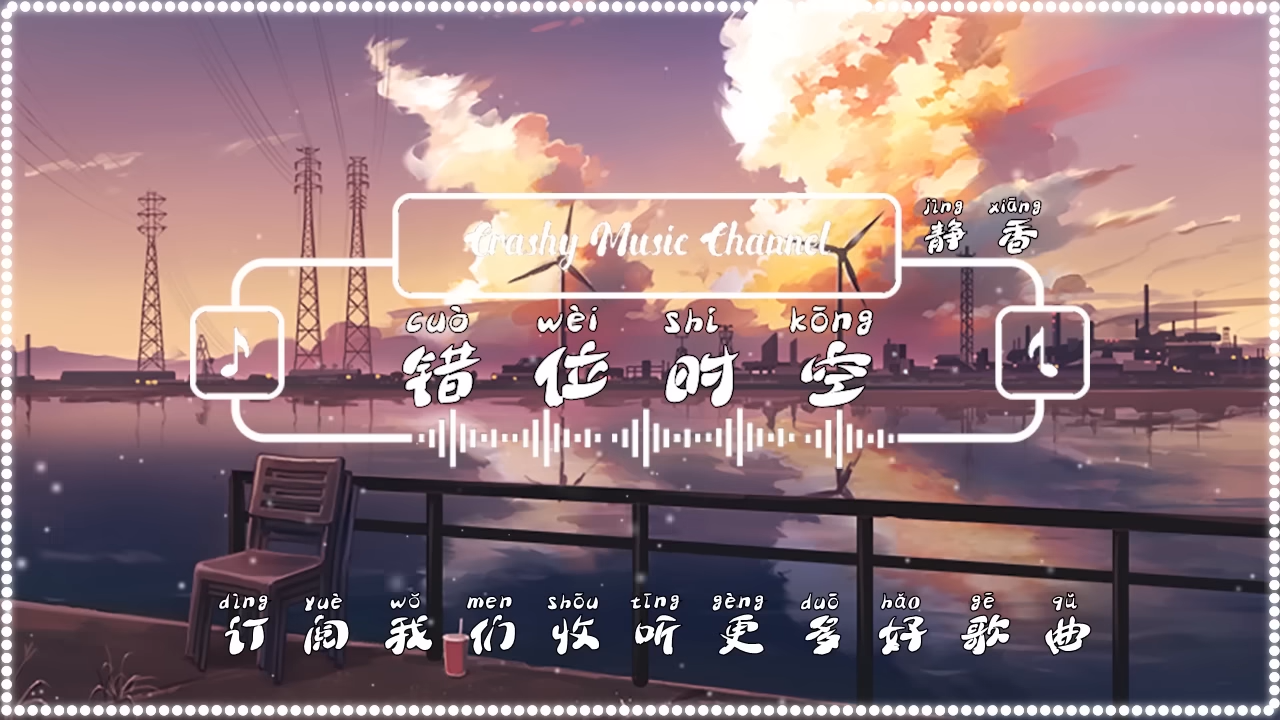 Crashy Music Channel
jìng xiāng
静 香
cuò wèi shí kōng
错 位 时 空
dìng yuè wǒ men shōu tīng gèng duō hǎo gē qǔ
订 阅 我 们 收 听 更 多 好 歌 曲